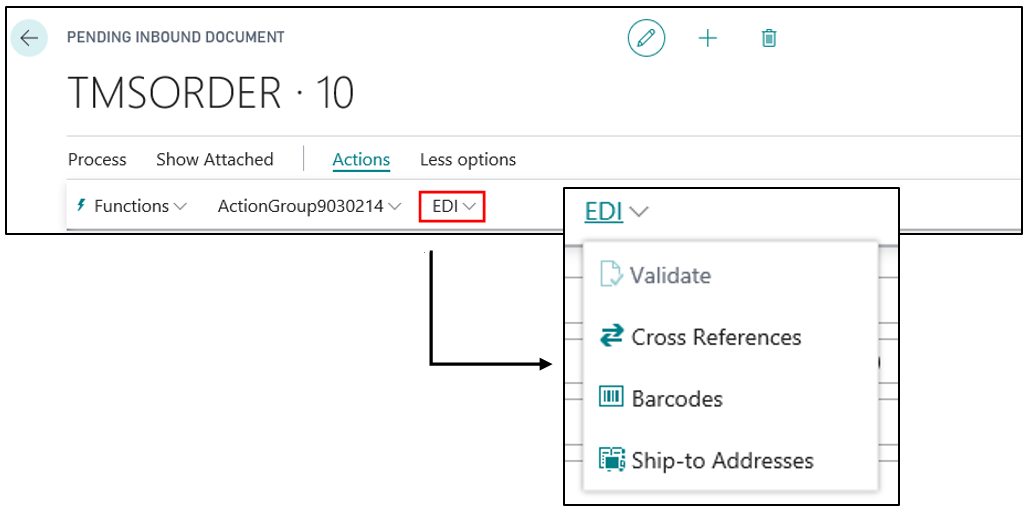 PENDING INBOUND DOCUMENT
TMSORDER · 10
Process Show Attached Actions Less options
Functions ActionGroup9030214 EDI
EDI
Validate
Cross References
Barcodes
Ship-to Addresses